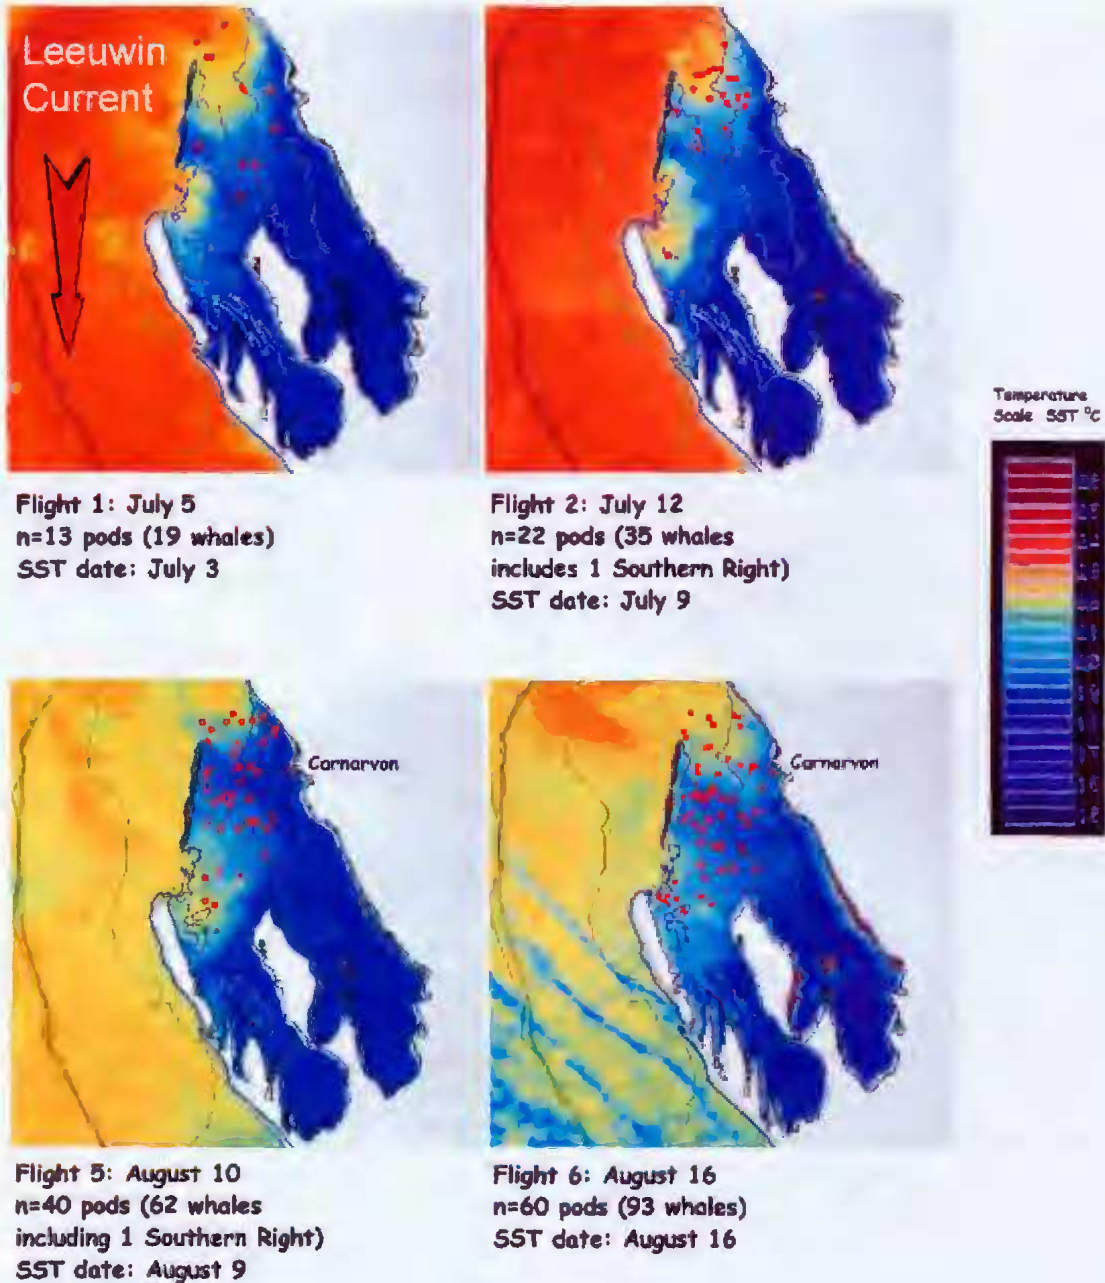 Leeuwin
Current
Flight 1: July 5
n=13 pods (19 whales)
SST date: July 3
Flight 2: July 12
n=22 pods (35 whales
includes 1 Southern Right)
SST date: July 9
Temperature
Scale SST °C
Carnarvon
Carnarvon
Flight 5: August 10
n=40 pods (62 whales
including 1 Southern Right)
SST date: August 9
Flight 6: August 16
n=60 pods (93 whales)
SST date: August 16